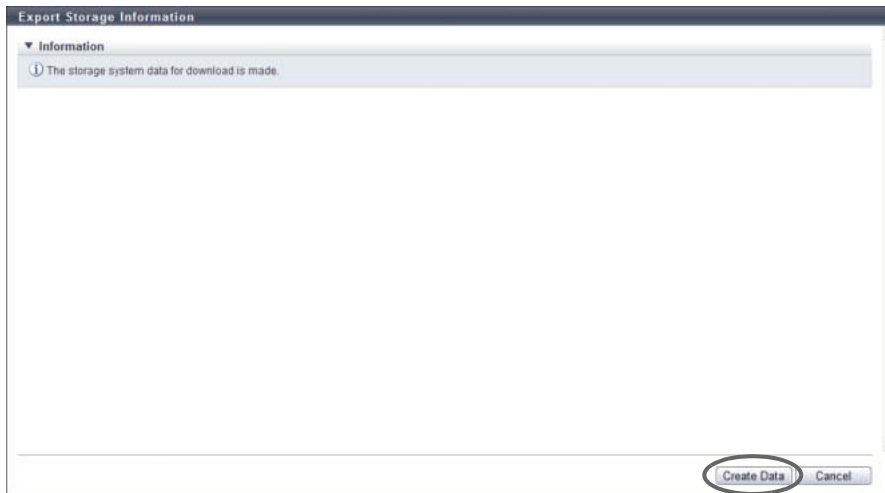 Export Storage Information
Information
The storage system data for download is made.
Create Data Cancel